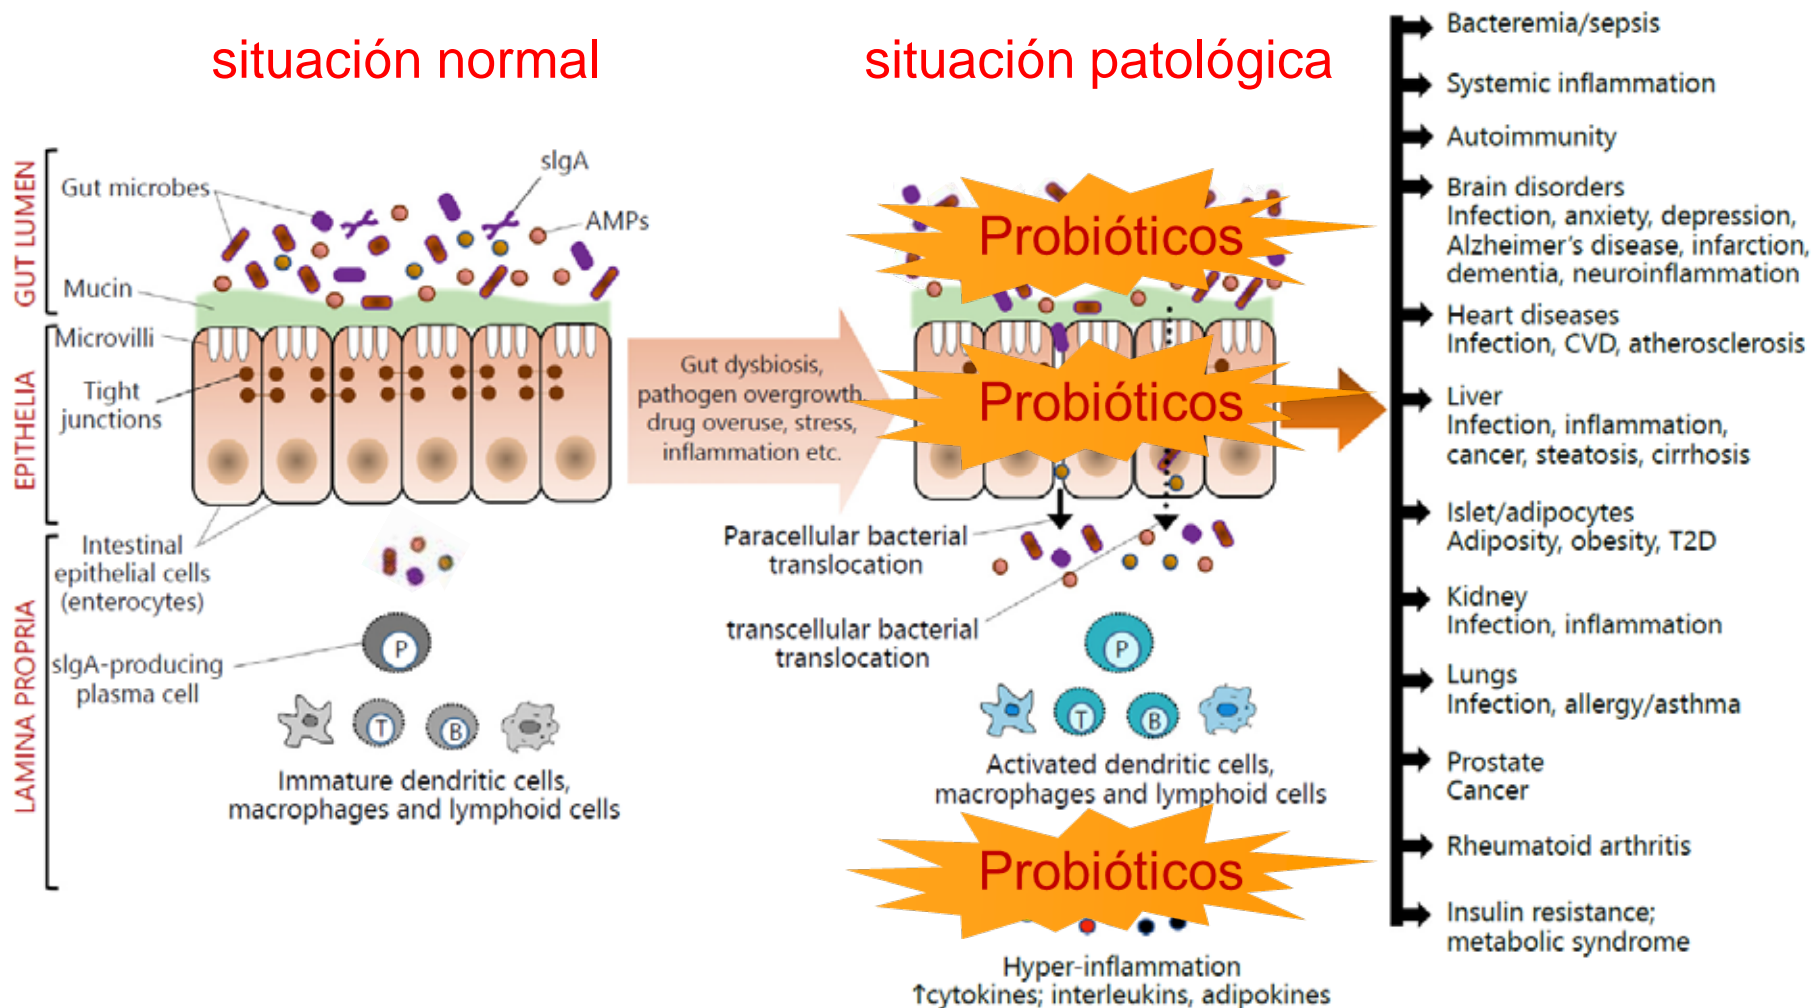 situación normal
situación patológica
GUT LUMEN
Gut microbes
sIgA
AMPs
Mucin
EPITHELIA
Microvilli
Tight
junctions
LAMINA PROPRIA
Intestinal
epithelial cells
(enterocytes)
sIgA-producing
plasma cell
P
T
B
Immature dendritic cells,
macrophages and lymphoid cells
Gut dysbiosis,
pathogen overgrowth,
drug overuse, stress,
inflammation etc.
Probióticos
Probióticos
Paracellular bacterial
translocation
transcellular bacterial
translocation
P
T
B
Activated dendritic cells,
macrophages and lymphoid cells
Probióticos
Hyper-inflammation
↑cytokines; interleukins, adipokines
Bacteremia/sepsis
Systemic inflammation
Autoimmunity
Brain disorders
Infection, anxiety, depression,
Alzheimer's disease, infarction,
dementia, neuroinflammation
Heart diseases
Infection, CVD, atherosclerosis
Liver
Infection, inflammation,
cancer, steatosis, cirrhosis
Islet/adipocytes
Adiposity, obesity, T2D
Kidney
Infection, inflammation
Lungs
Infection, allergy/asthma
Prostate
Cancer
Rheumatoid arthritis
Insulin resistance;
metabolic syndrome